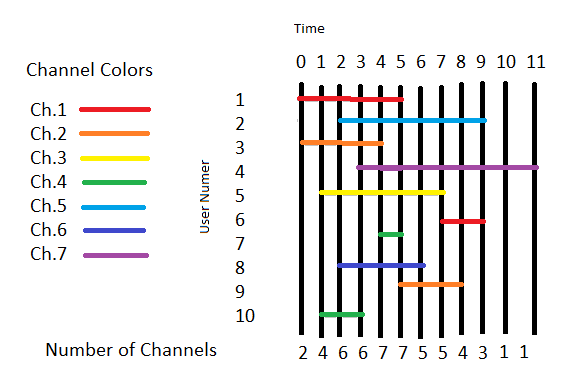 Time
0 1 2 3 4 5 6 7 8 9 10 11
Channel Colors
Ch.1
Ch.2
Ch.3
Ch.4
Ch.5
Ch.6
Ch.7
User Numer
1
2
3
4
5
6
7
8
9
10
Number of Channels
2 4 6 6 7 7 5 5 4 3 1 1